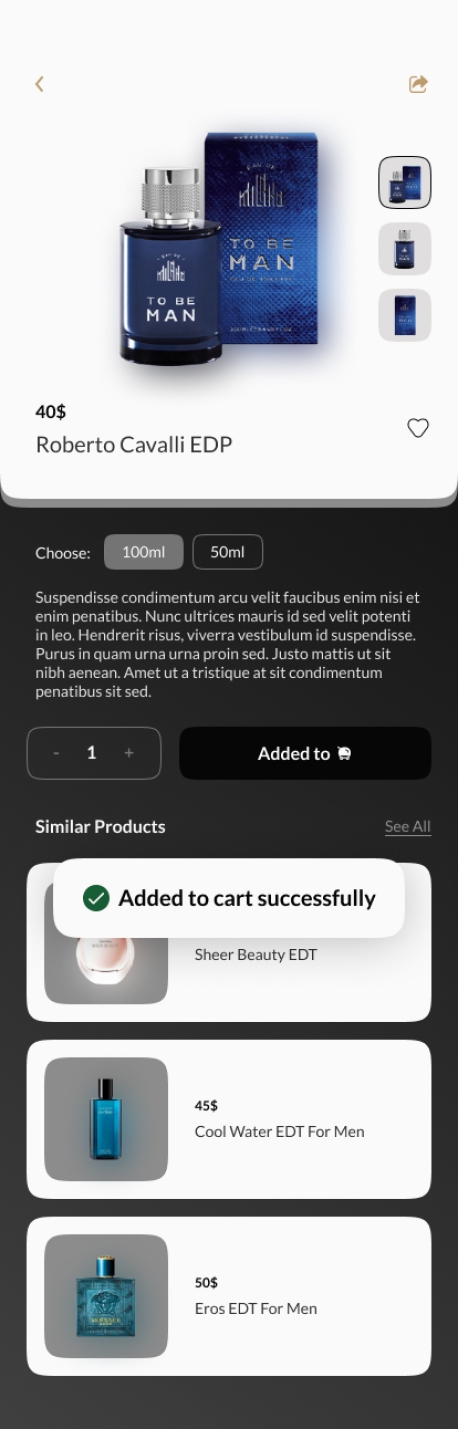 EAU DE
MILANO
TO BE
MAN
EAU DE
MILANO
TO BE
MAN
40$
Roberto Cavalli EDP
Choose:
100ml
50ml
Suspendisse condimentum arcu velit faucibus enim nisi et
enim penatibus. Nunc ultrices mauris id sed velit potenti
in leo. Hendrerit risus, viverra vestibulum id suspendisse.
Purus in quam urna urna proin sed. Justo mattis ut sit
nibh aenean. Amet ut a tristique at sit condimentum
penatibus sit sed.
- 1 +
Added to
Similar Products
See All
Added to cart successfully
Sheer Beauty EDT
45$
Cool Water EDT For Men
50$
Eros EDT For Men